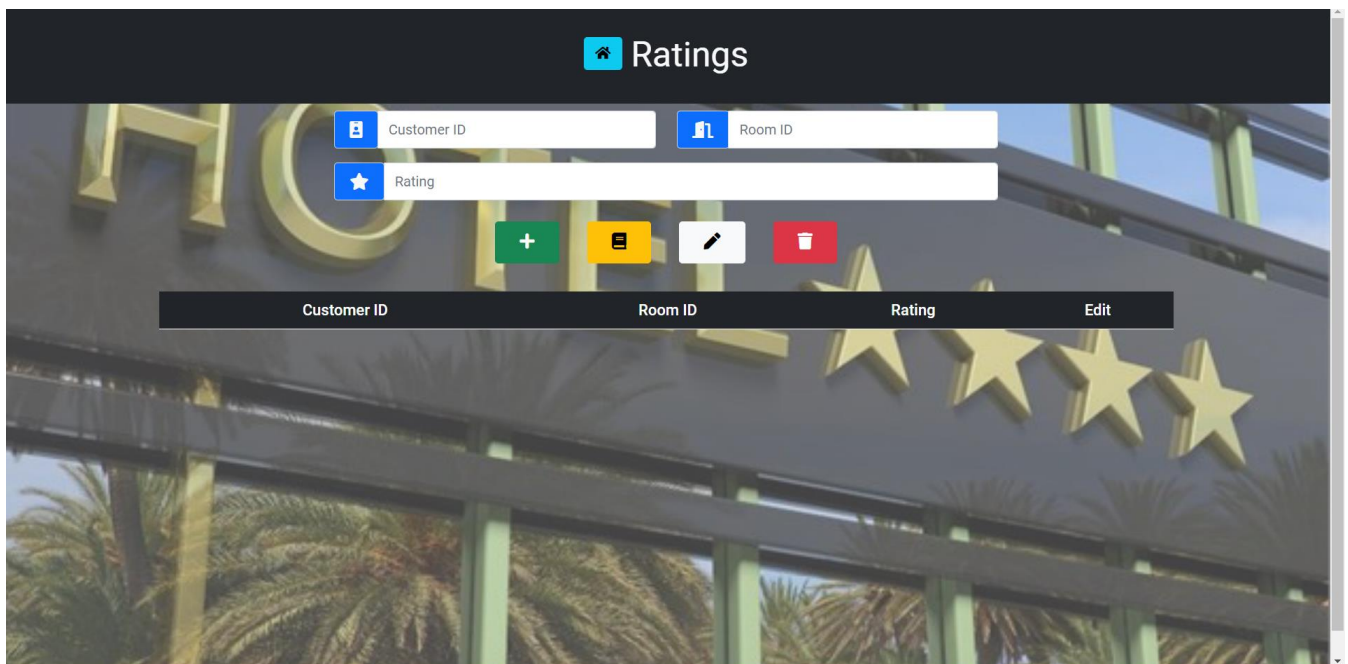 Ratings
Customer ID Room ID
Rating
HOTEL
Customer ID Room ID Rating Edit